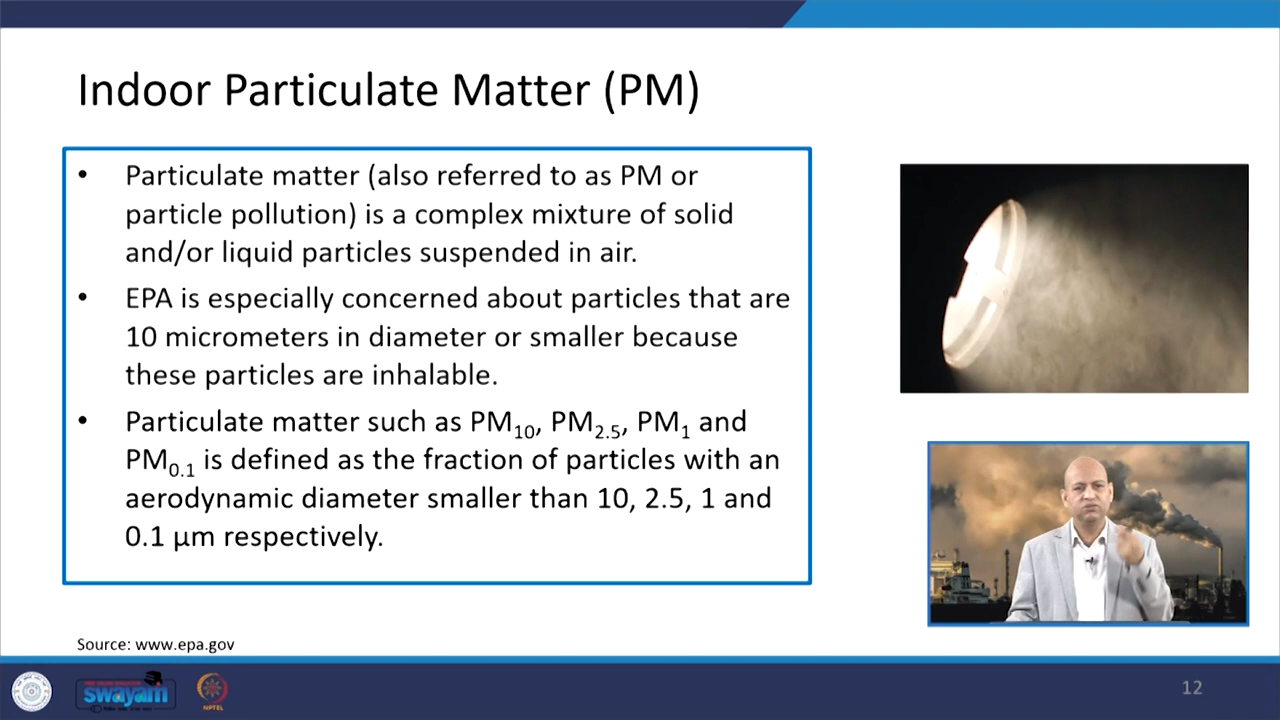 Indoor Particulate Matter (PM)
• Particulate matter (also referred to as PM or
particle pollution) is a complex mixture of solid
and/or liquid particles suspended in air.
• EPA is especially concerned about particles that are
10 micrometers in diameter or smaller because
these particles are inhalable.
• Particulate matter such as PM10, PM2.5, PM1 and
PM0.1 is defined as the fraction of particles with an
aerodynamic diameter smaller than 10, 2.5, 1 and
0.1 µm respectively.
Source: www.epa.gov
swayam
NPTEL
12